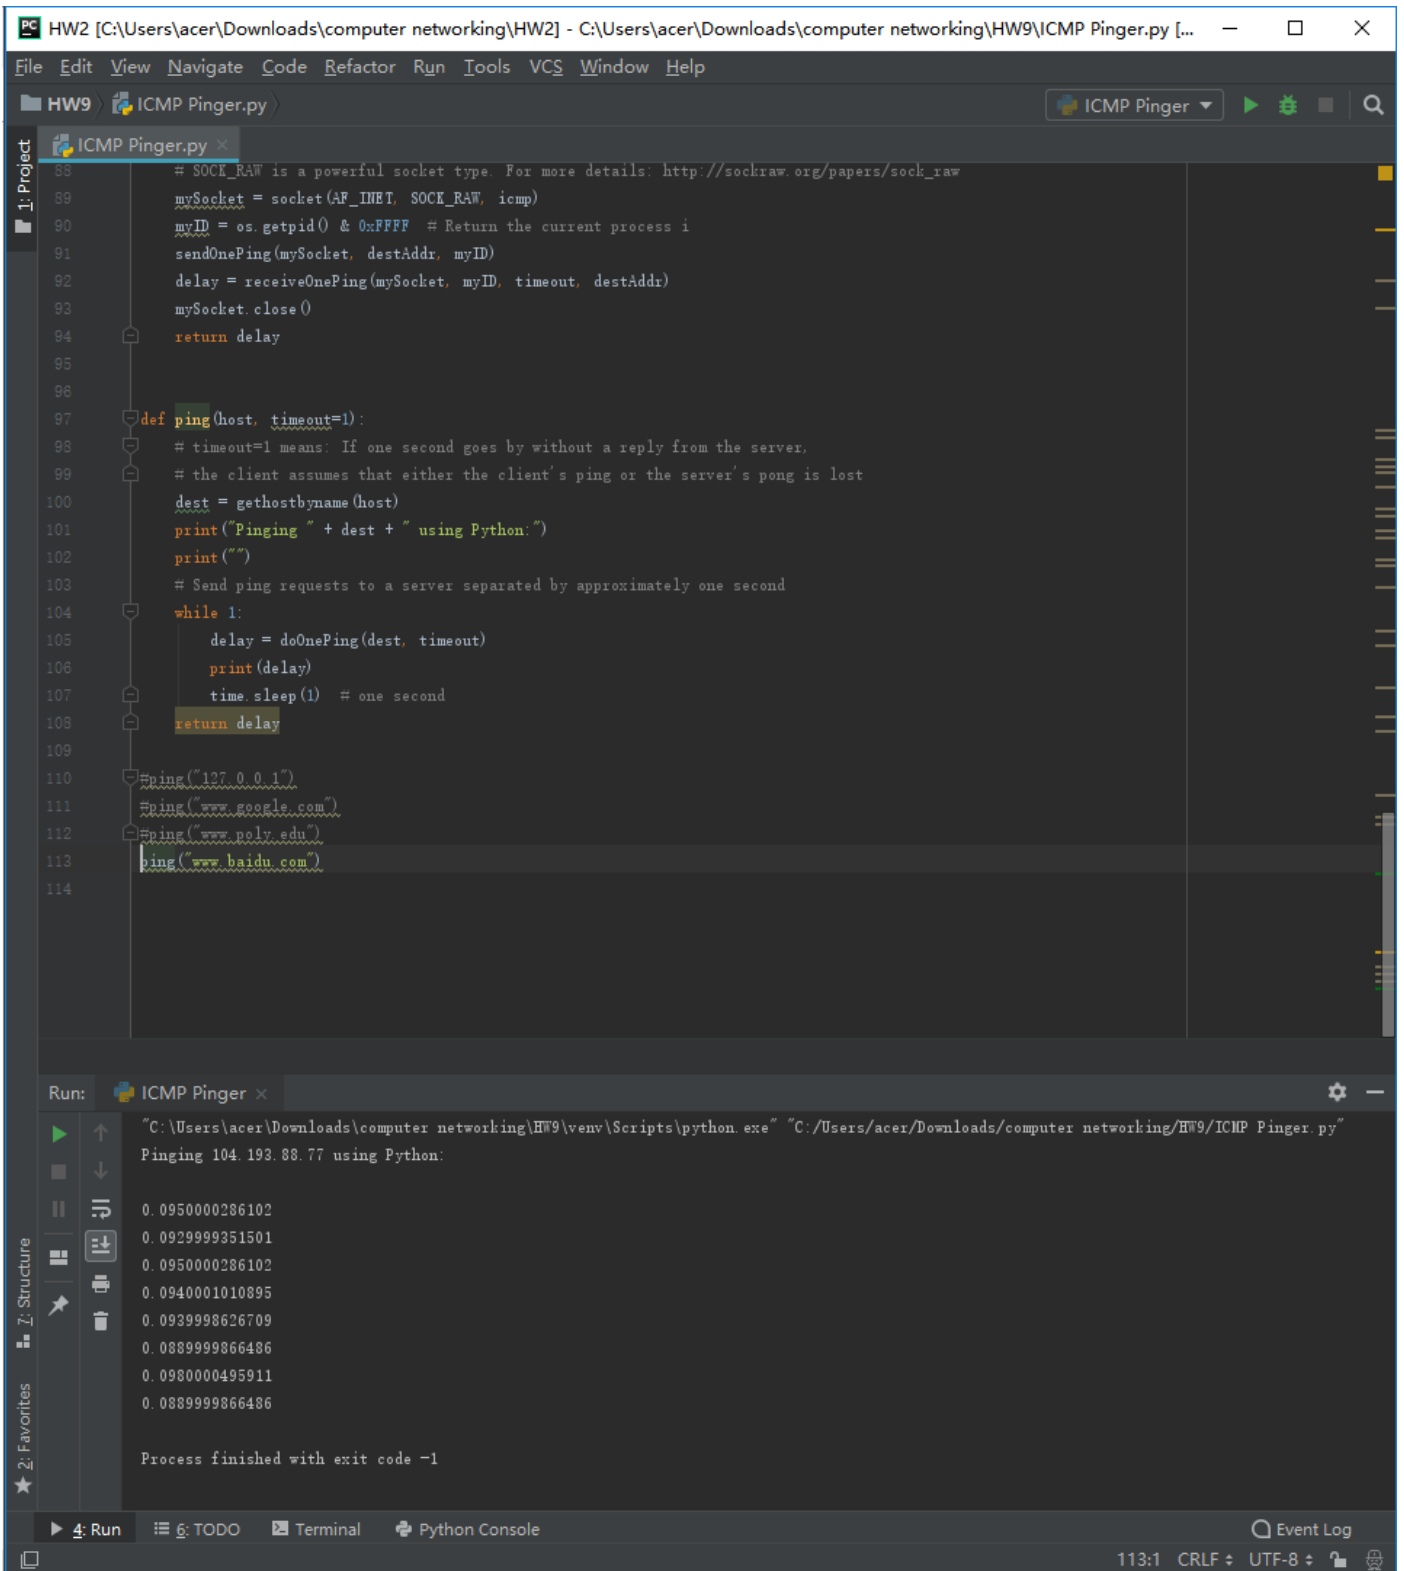 HW2 [C:\Users\acer\Downloads\computer networking\HW2] - C:\Users\acer\Downloads\computer networking\HW9\ICMP Pinger.py [...
File Edit View Navigate Code Refactor Run Tools VCS Window Help
HW9 ICMP Pinger.py ICMP Pinger
1: Project
ICMP Pinger.py
88 # SOCK_RAW is a powerful socket type. For more details: http://sockraw.org/papers/sock_raw
89 mySocket = socket(AF_INET, SOCK_RAW, icmp)
90 myID = os.getpid() & 0xFFFF # Return the current process i
91 sendOnePing(mySocket, destAddr, myID)
92 delay = receiveOnePing(mySocket, myID, timeout, destAddr)
93 mySocket.close()
94 return delay
95
96
97 def ping(host, timeout=1):
98 # timeout=1 means: If one second goes by without a reply from the server,
99 # the client assumes that either the client's ping or the server's pong is lost
100 dest = gethostbyname(host)
101 print("Pinging " + dest + " using Python:")
102 print("")
103 # Send ping requests to a server separated by approximately one second
104 while 1:
105 delay = doOnePing(dest, timeout)
106 print(delay)
107 time.sleep(1) # one second
108 return delay
109
110 #ping("127.0.0.1")
111 #ping("www.google.com")
112 #ping("www.poly.edu")
113 ping("www.baidu.com")
114
Run: ICMP Pinger
"C:\Users\acer\Downloads\computer networking\HW9\venv\Scripts\python.exe" "C:/Users/acer/Downloads/computer networking/HW9/ICMP Pinger.py"
Pinging 104.193.88.77 using Python:
0.0950000286102
0.0929999351501
0.0950000286102
0.0940001010895
0.0939998626709
0.0889999866486
0.0980000495911
0.0889999866486
Process finished with exit code -1
7: Structure
2: Favorites
4: Run 6: TODO Terminal Python Console Event Log
113:1 CRLF UTF-8